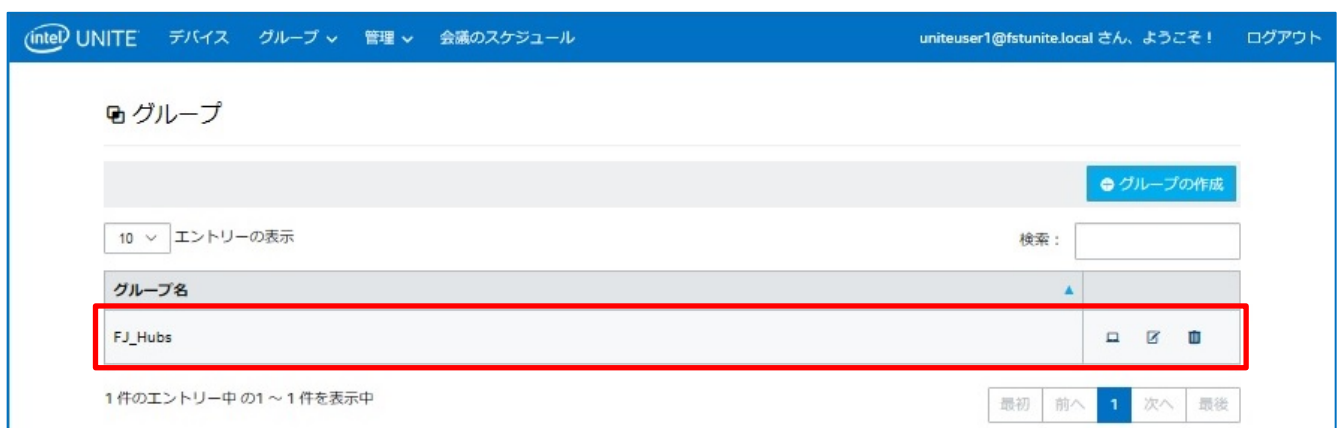 intel UNITE デバイス グループ 管理 会議のスケジュール uniteuser1@fstunite.local さん、ようこそ！ ログアウト
グループ
グループの作成
10 エントリーの表示 検索：
グループ名
FJ_Hubs
1 件のエントリー中 の1 ～ 1 件を表示中 最初 前へ 1 次へ 最後